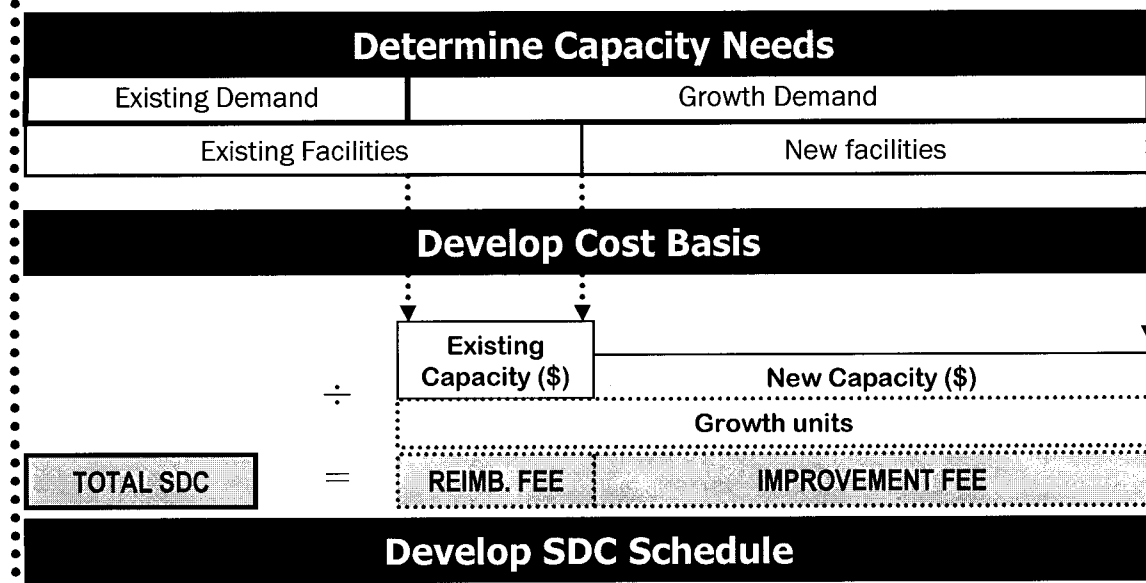 Determine Capacity Needs
Existing Demand
Growth Demand
Existing Facilities
New facilities
Develop Cost Basis
Existing
Capacity ($)
New Capacity ($)
÷
Growth units
TOTAL SDC
=
REIMB. FEE
IMPROVEMENT FEE
Develop SDC Schedule